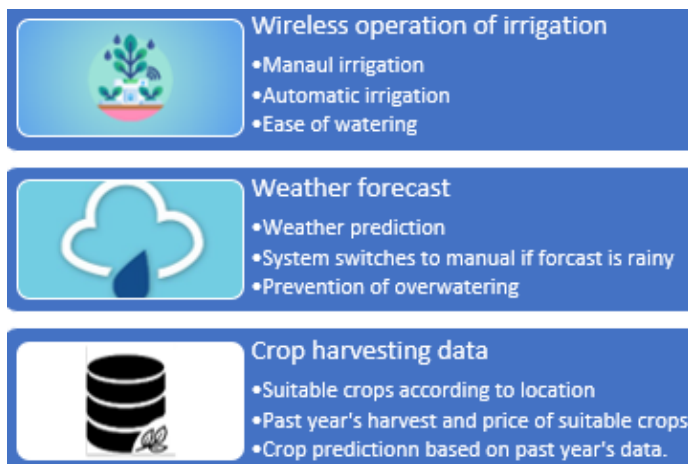 Wireless operation of irrigation
•Manaul irrigation
•Automatic irrigation
•Ease of watering
Weather forecast
•Weather prediction
•System switches to manual if forcast is rainy
•Prevention of overwatering
Crop harvesting data
•Suitable crops according to location
•Past year's harvest and price of suitable crops
•Crop predictionn based on past year's data.